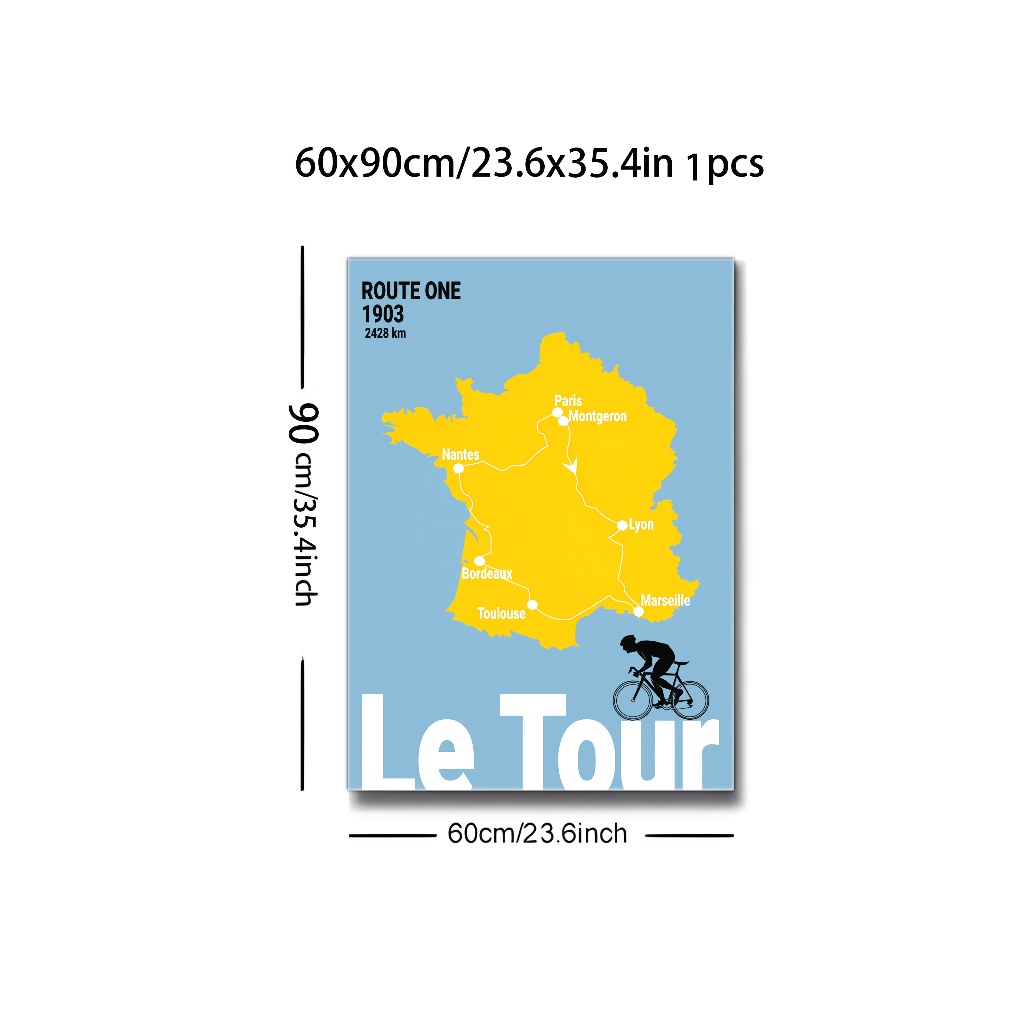 60x90cm/23.6x35.4in 1pcs
90 cm/35.4inch
ROUTE ONE
1903
2428 km
Paris
Montgeron
Nantes
Lyon
Bordeaux
Marseille
Toulouse
Le Tour
60cm/23.6inch